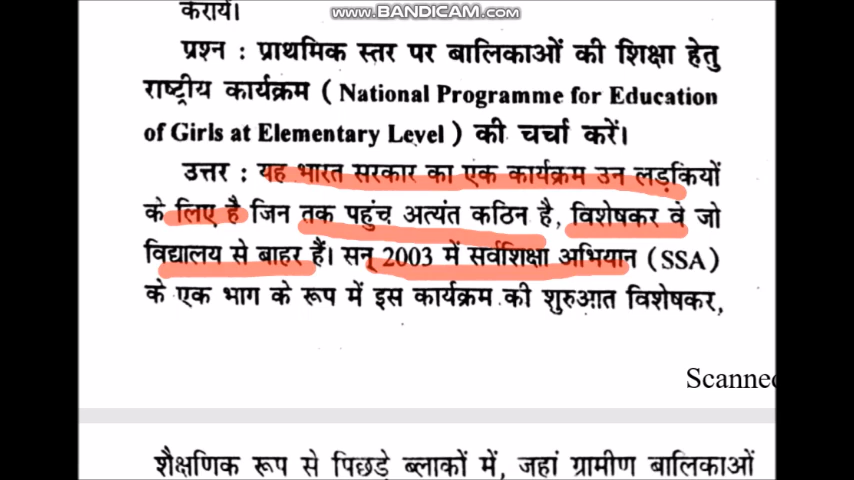 www.BANDICAM.com
करायें।
प्रश्न : प्राथमिक स्तर पर बालिकाओं की शिक्षा हेतु
राष्ट्रीय कार्यक्रम ( National Programme for Education
of Girls at Elementary Level ) की चर्चा करें।
उत्तर : यह भारत सरकार का एक कार्यक्रम उन लड़कियों
के लिए है जिन तक पहुंच अत्यंत कठिन है, विशेषकर वे जो
विद्यालय से बाहर हैं। सन् 2003 में सर्वशिक्षा अभियान (SSA)
के एक भाग के रूप में इस कार्यक्रम की शुरुआत विशेषकर,
शैक्षणिक रूप से पिछड़े ब्लाकों में, जहां ग्रामीण बालिकाओं